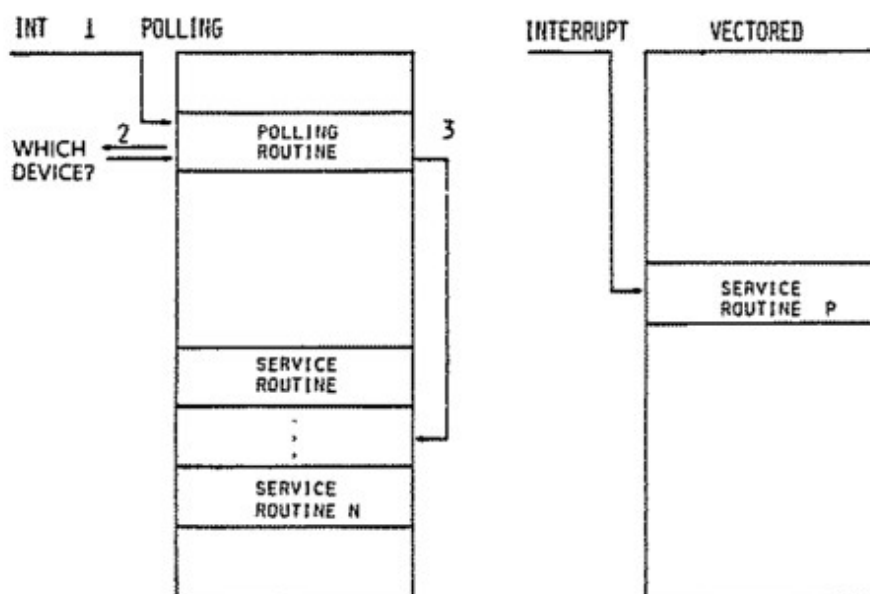 INT 1 POLLING
POLLING
ROUTINE
2
WHICH
DEVICE?
3
SERVICE
ROUTINE
SERVICE
ROUTINE N
INTERRUPT VECTORED
SERVICE
ROUTINE P